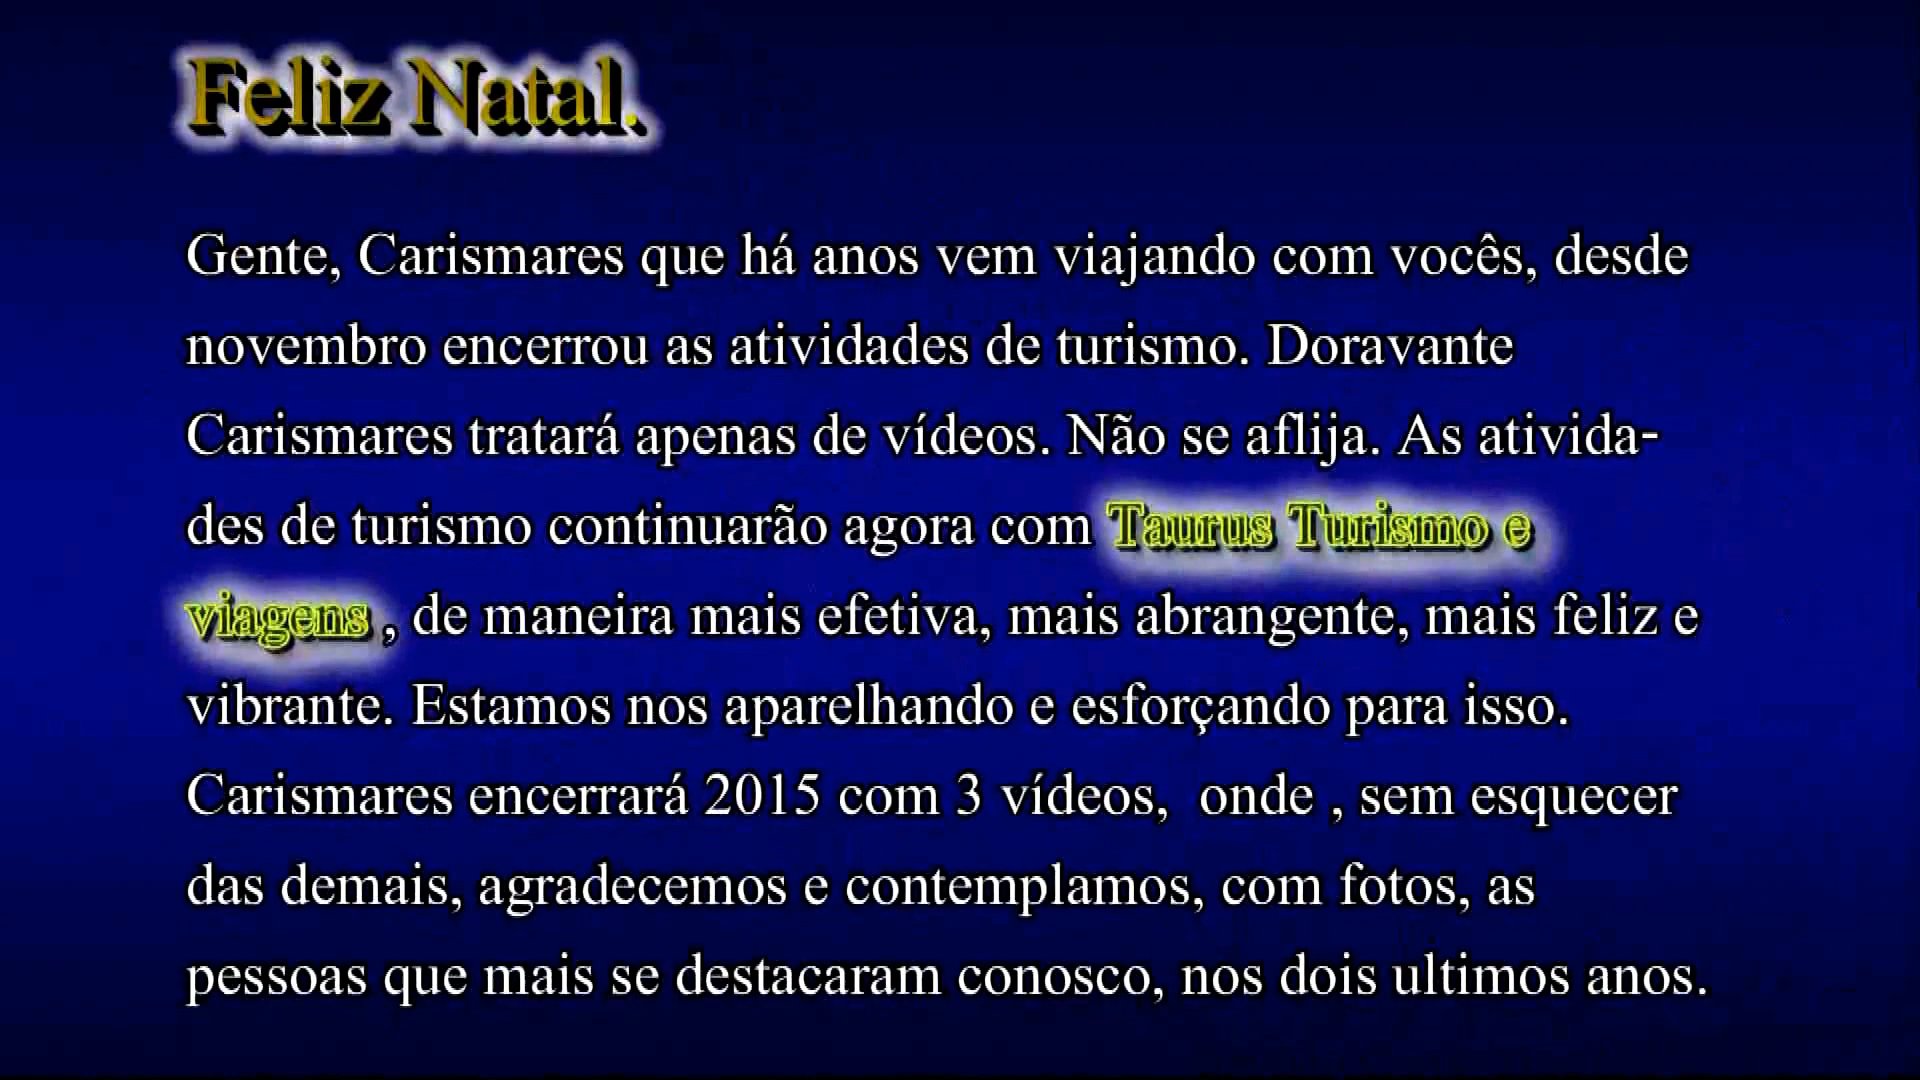 Feliz Natal.
Gente, Carismares que há anos vem viajando com vocês, desde
novembro encerrou as atividades de turismo. Doravante
Carismares tratará apenas de vídeos. Não se aflija. As ativida-
des de turismo continuarão agora com Taurus Turismo e
viagens , de maneira mais efetiva, mais abrangente, mais feliz e
vibrante. Estamos nos aparelhando e esforçando para isso.
Carismares encerrará 2015 com 3 vídeos,  onde , sem esquecer
das demais, agradecemos e contemplamos, com fotos, as
pessoas que mais se destacaram conosco, nos dois ultimos anos.